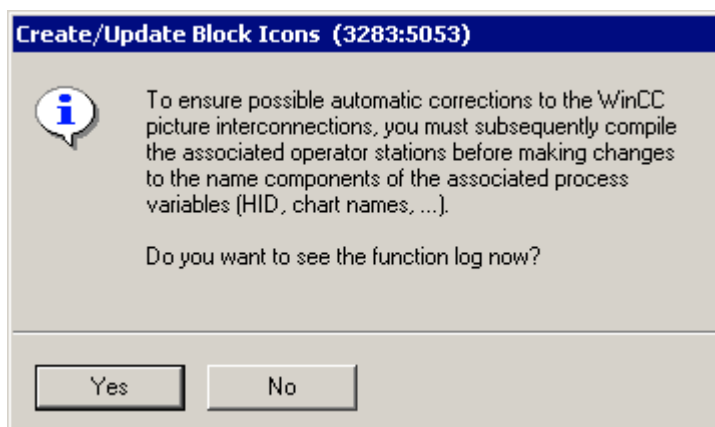 Create/Update Block Icons (3283:5053)
To ensure possible automatic corrections to the WinCC
picture interconnections, you must subsequently compile
the associated operator stations before making changes
to the name components of the associated process
variables (HID, chart names, ...).
Do you want to see the function log now?
Yes
No